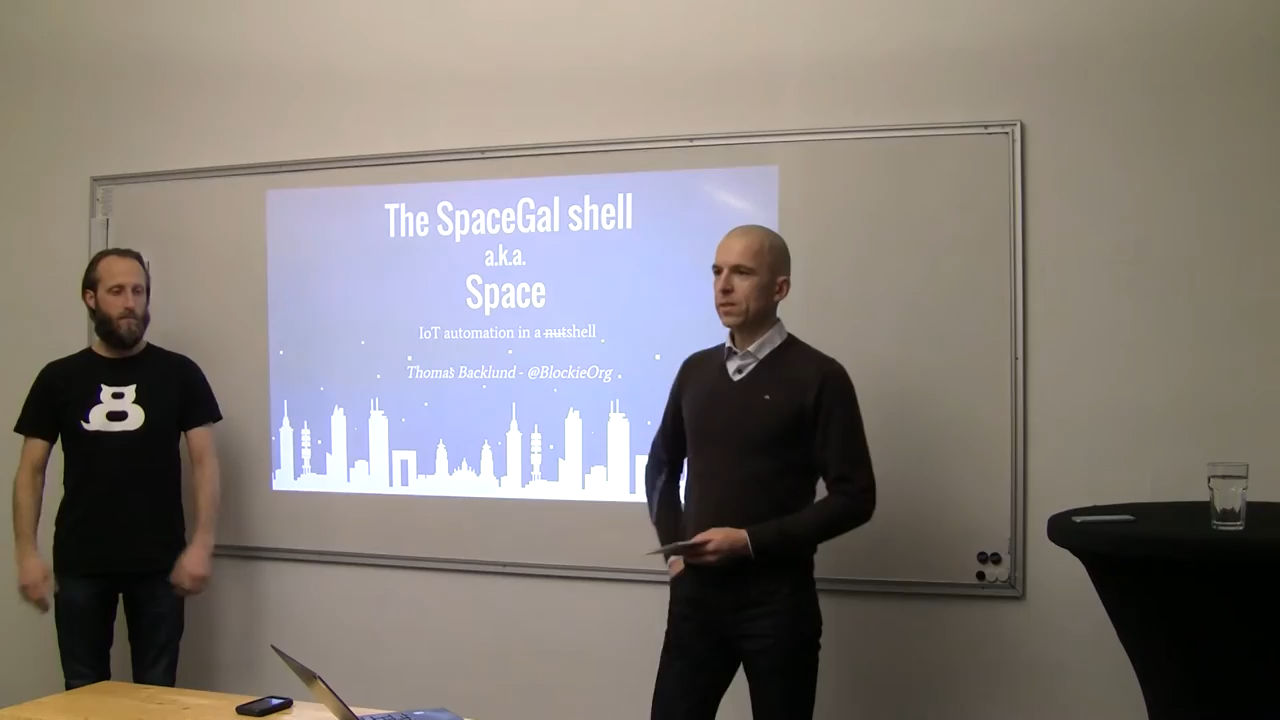 The SpaceGal shell
a.k.a.
Space
IoT automation in a nutshell
Thomas Backlund - @BlockieOrg